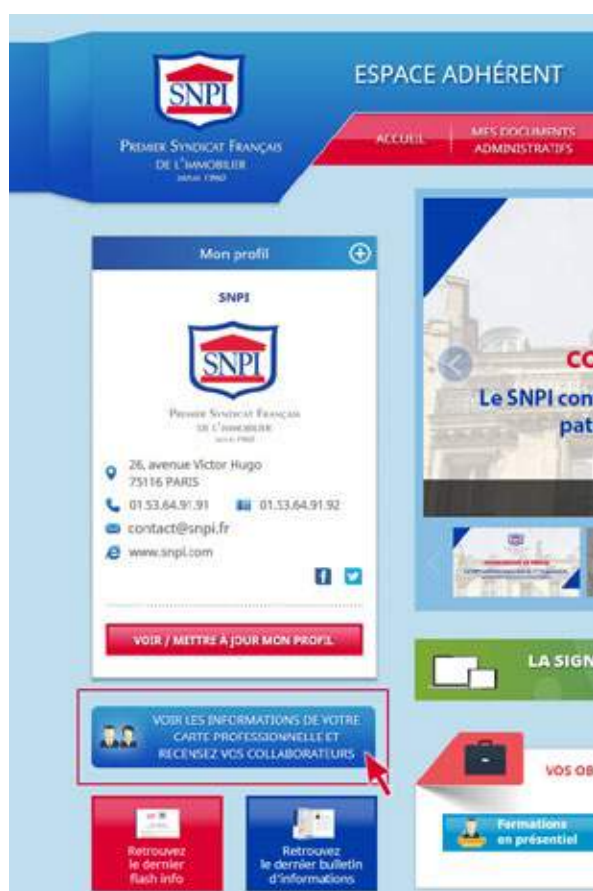 SNPI
PREMIER SYNDICAT FRANÇAIS
DE L'IMMOBILIER
DEPUIS 1960
ESPACE ADHÉRENT
ACCUEIL
MES DOCUMENTS
ADMINISTRATIFS
Mon profil
SNPI
SNPI
PREMIER SYNDICAT FRANÇAIS
DE L'IMMOBILIER
26, avenue Victor Hugo
75116 PARIS
01.53.64.91.91
01.53.64.91.92
contact@snpi.fr
www.snpi.com
VOIR / METTRE À JOUR MON PROFIL
VOIR LES INFORMATIONS DE VOTRE
CARTE PROFESSIONNELLE ET
RECENSEZ VOS COLLABORATEURS
Retrouvez
le dernier
flash info
Retrouvez
le dernier bulletin
d'informations
CO
Le SNPI con
pat
LA SIGN
VOS OB
Formations
en présentiel